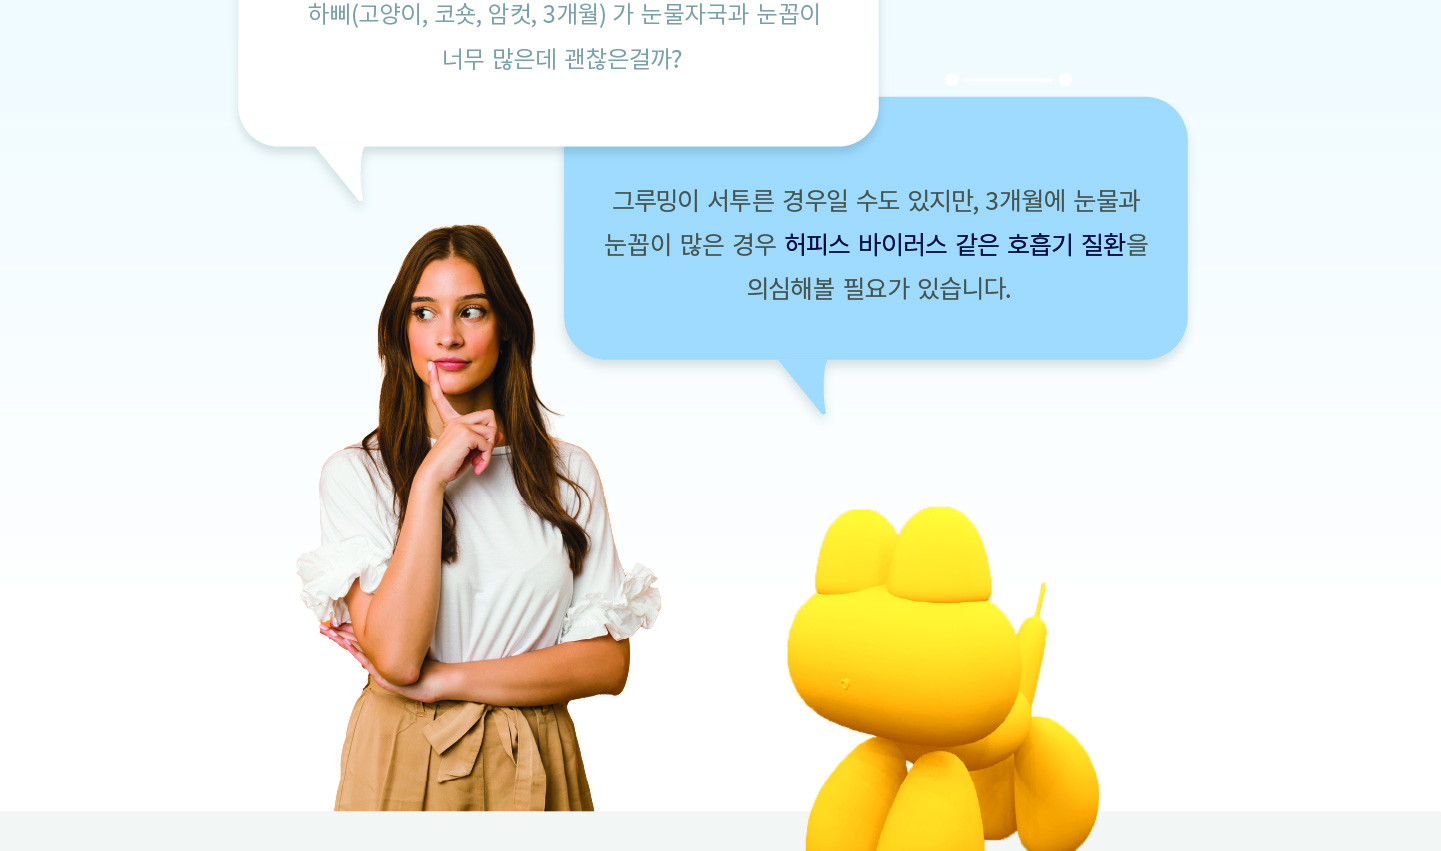 하삐(고양이, 코숏, 암컷, 3개월) 가 눈물자국과 눈꼽이
너무 많은데 괜찮은걸까?
그루밍이 서투른 경우일 수도 있지만, 3개월에 눈물과
눈꼽이 많은 경우 허피스 바이러스 같은 호흡기 질환을
의심해볼 필요가 있습니다.